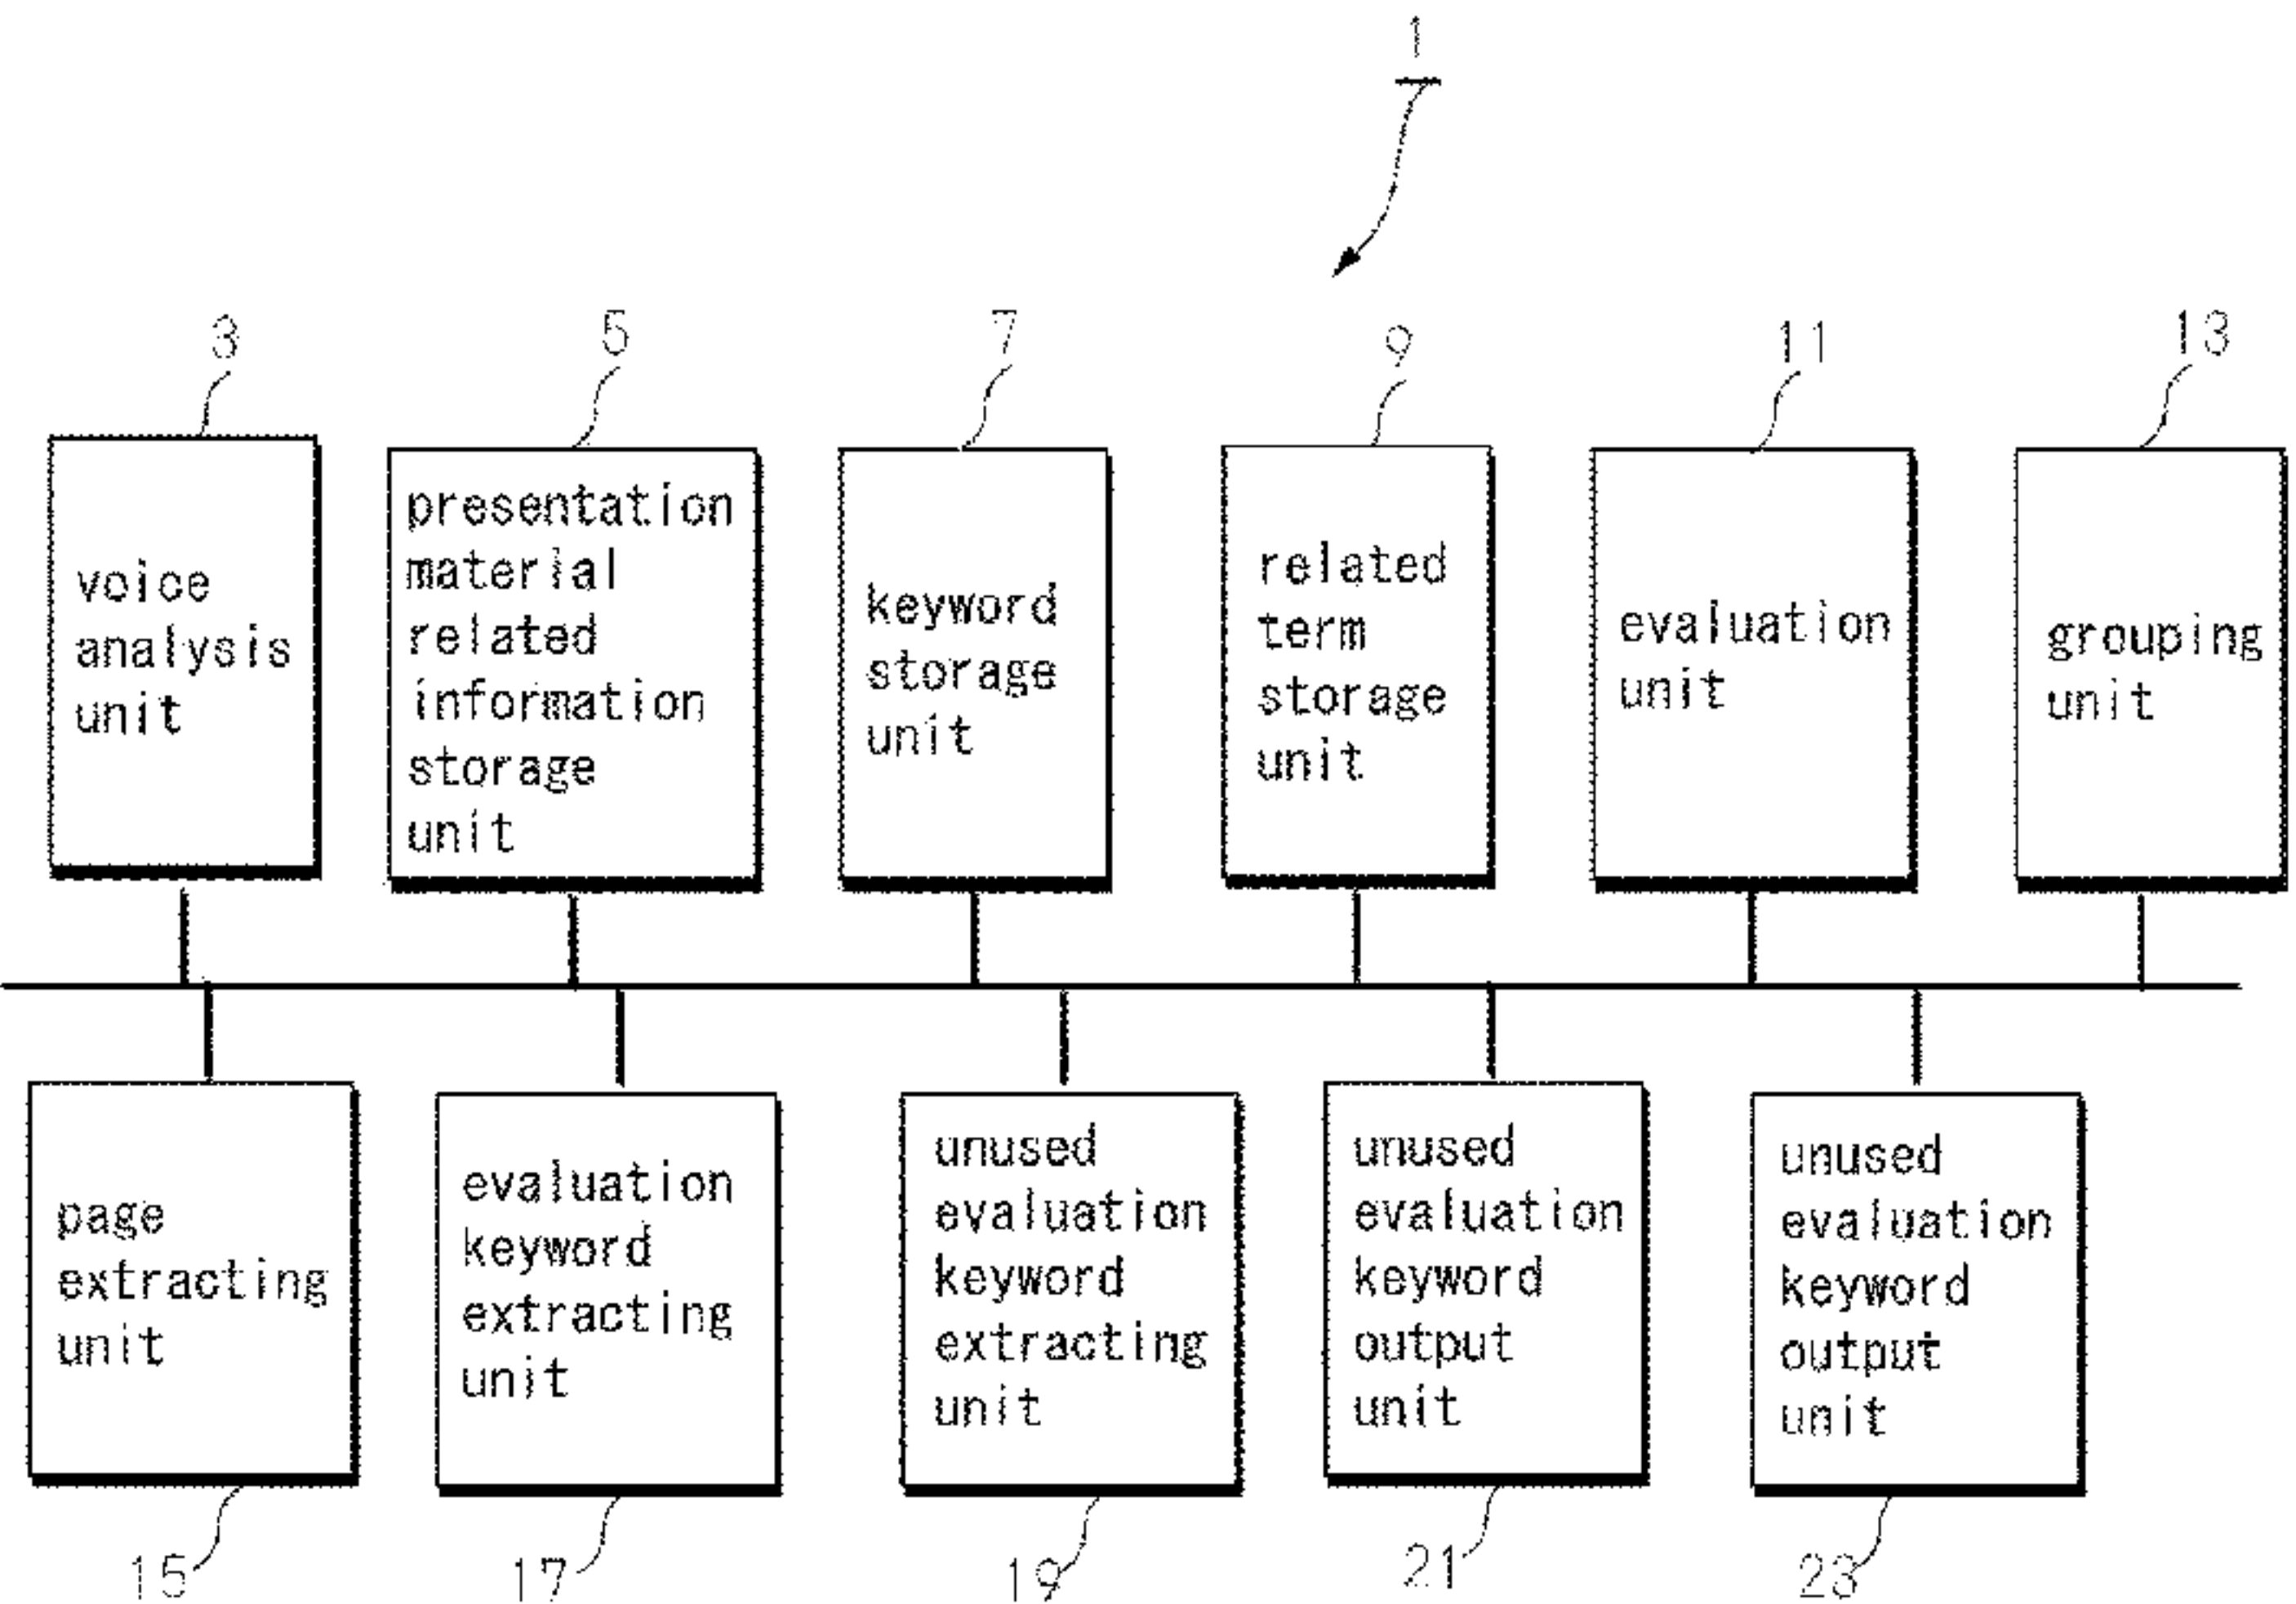 1
3
5
7
9
11
13
voice
analysis
unit
presentation
material
related
information
storage
unit
keyword
storage
unit
related
term
storage
unit
evaluation
unit
grouping
unit
page
extracting
unit
evaluation
keyword
extracting
unit
unused
evaluation
keyword
extracting
unit
unused
evaluation
keyword
output
unit
unused
evaluation
keyword
output
unit
15
17
19
21
23